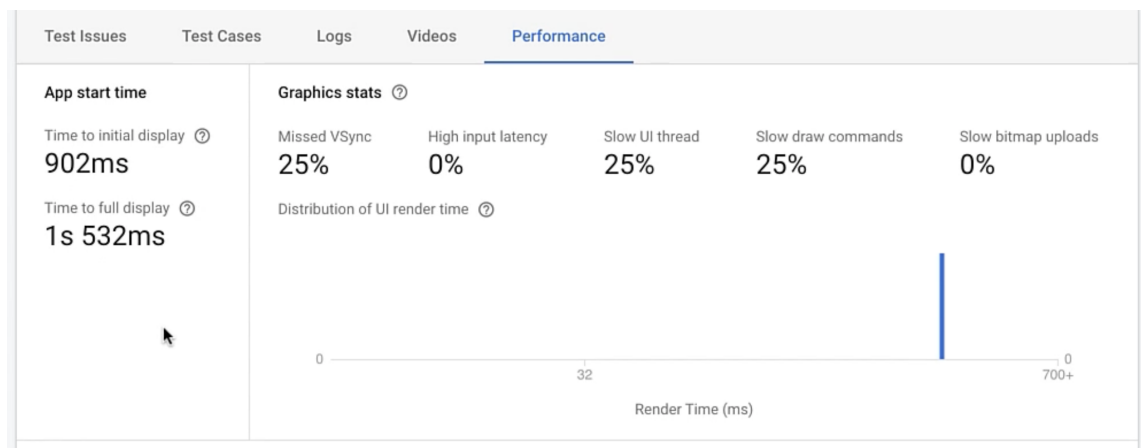 Test Issues Test Cases Logs Videos Performance
App start time
Time to initial display ?
902ms
Time to full display ?
1s 532ms
Graphics stats ?
Missed VSync High input latency Slow UI thread Slow draw commands Slow bitmap uploads
25% 0% 25% 25% 0%
Distribution of UI render time ?
0 0
32 700+
Render Time (ms)